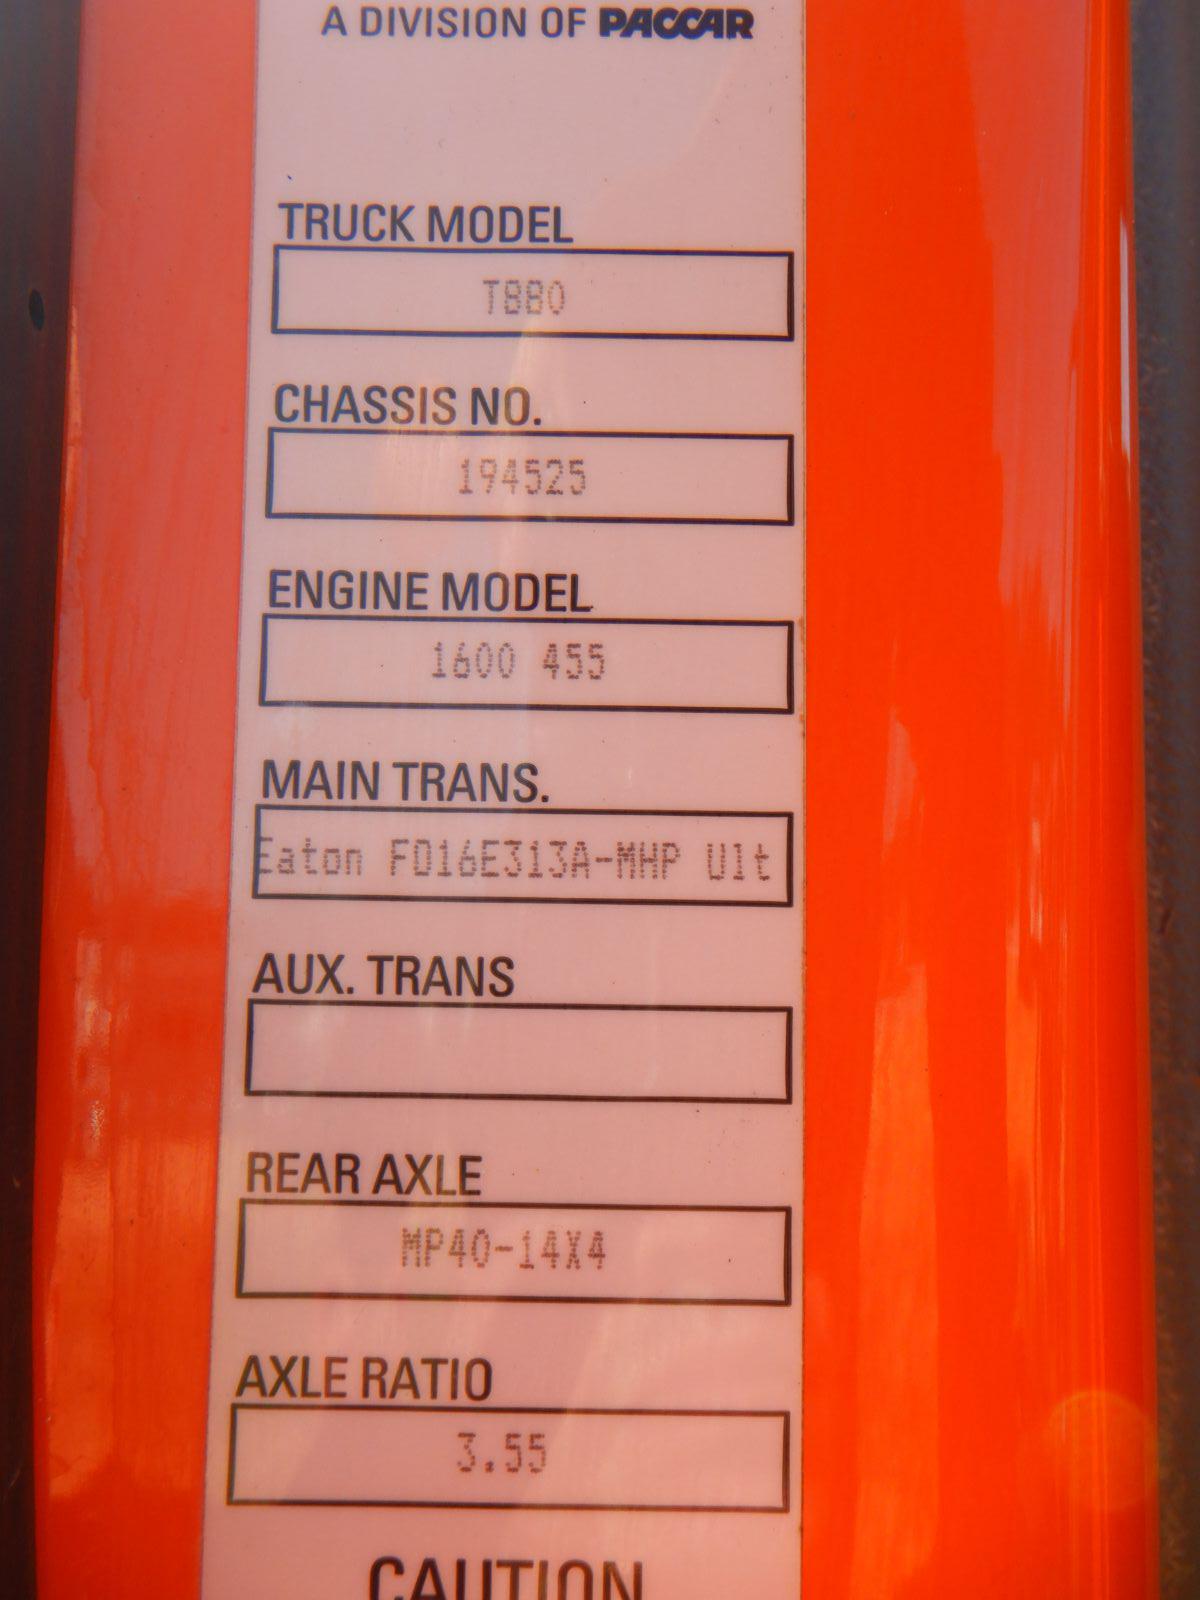 A DIVISION OF PACCAR
TRUCK MODEL
T880
CHASSIS NO.
194525
ENGINE MODEL
1600 455
MAIN TRANS.
Eaton FO16E313A-MHP Ult
AUX. TRANS
REAR AXLE
MP40-14X4
AXLE RATIO
3.55
CAUTION